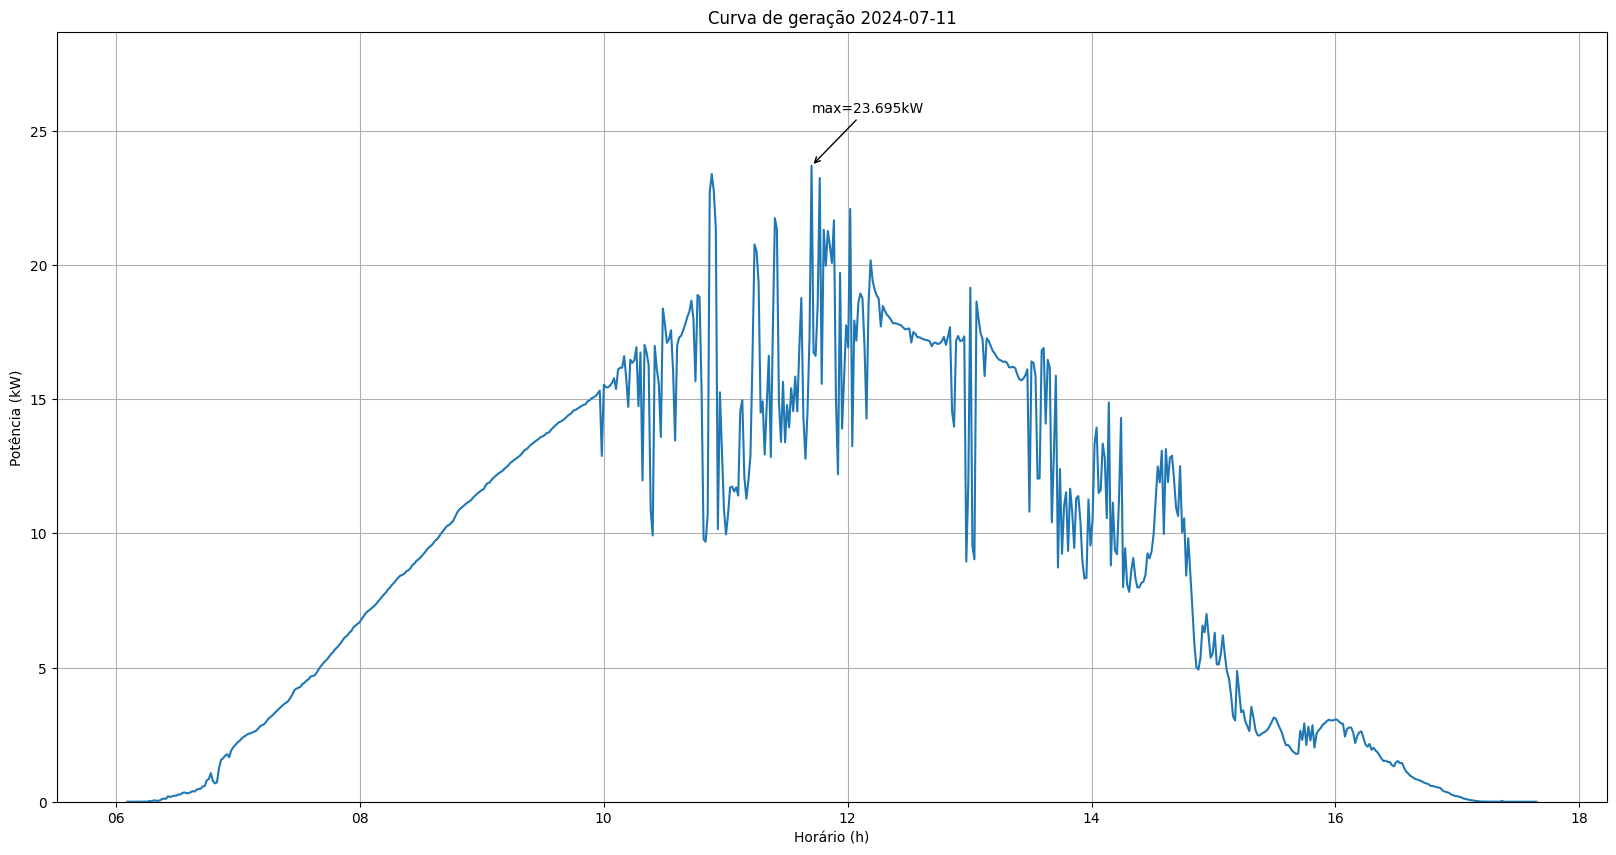 Curva de geração 2024-07-11
max=23.695kW
Potência (kW)
25
20
15
10
5
0
06 08 10 12 14 16 18
Horário (h)